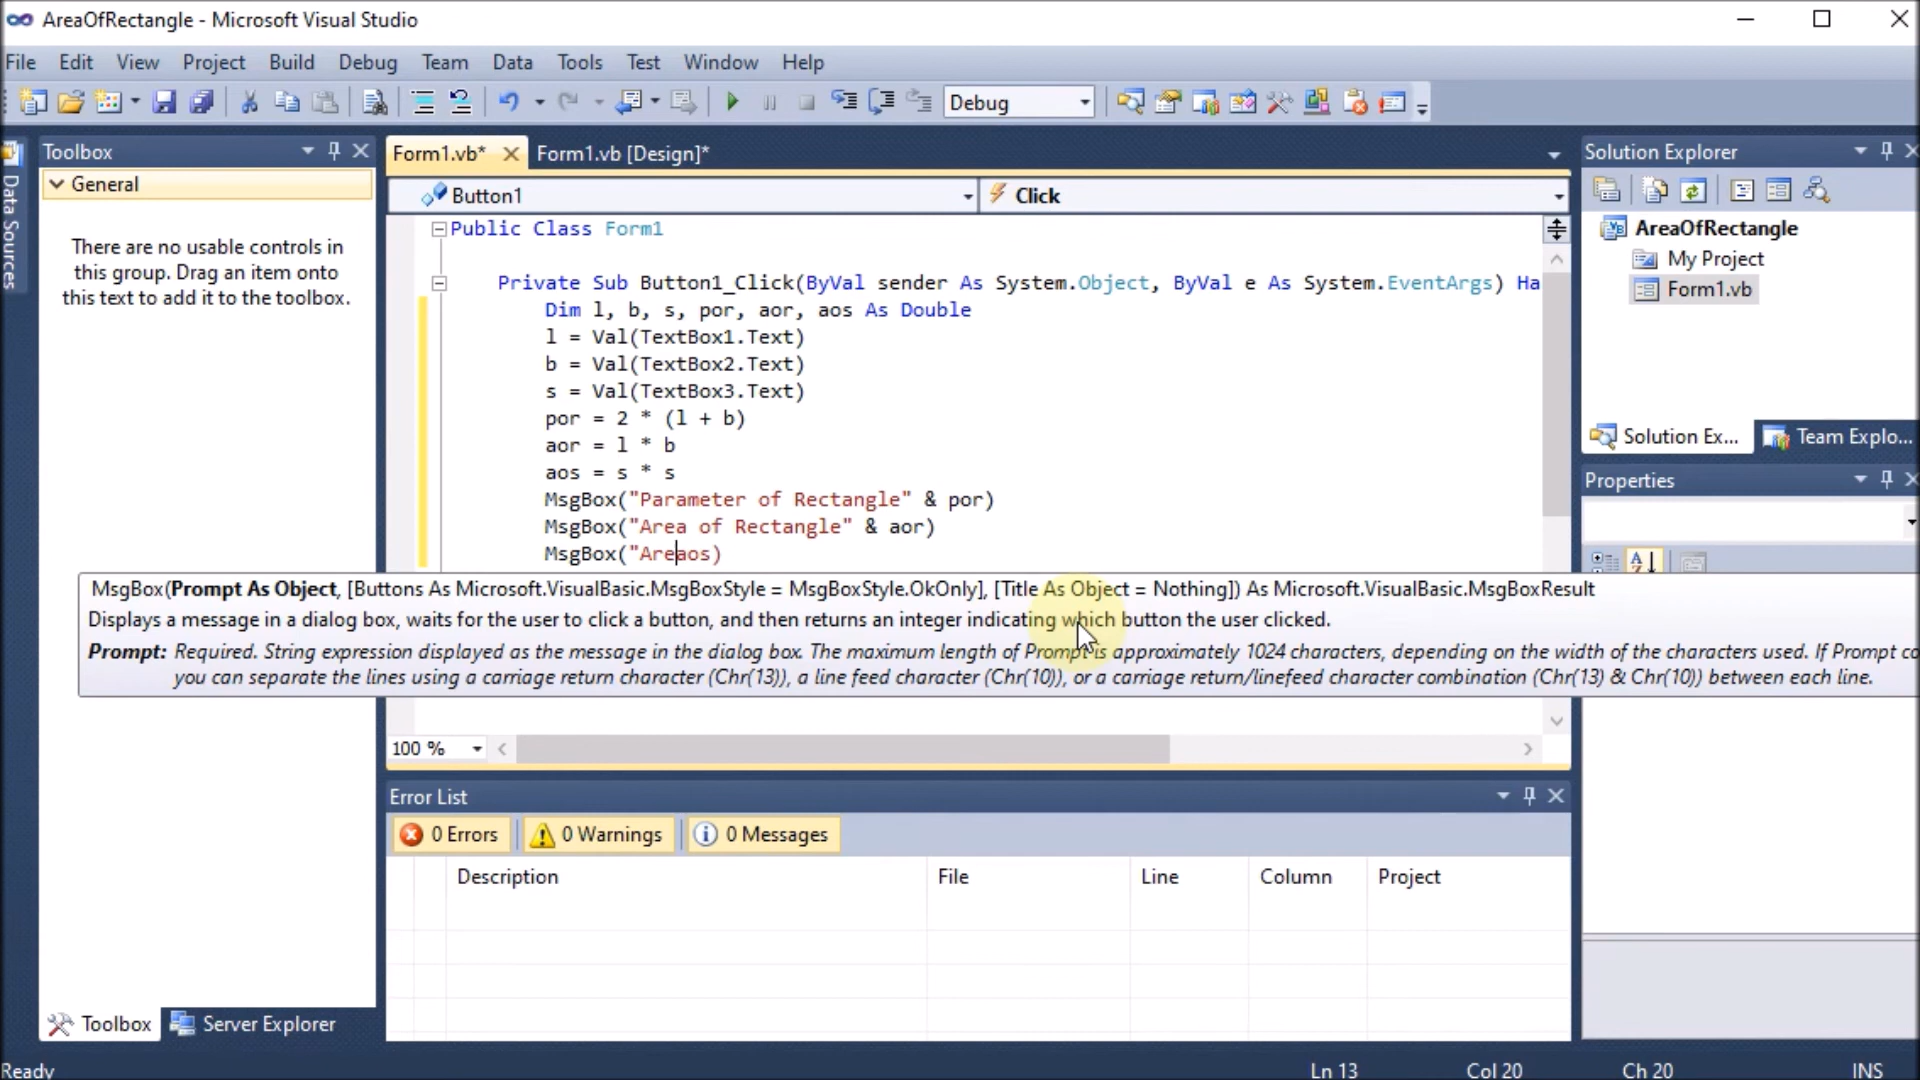 AreaOfRectangle - Microsoft Visual Studio
File Edit View Project Build Debug Team Data Tools Test Window Help
Debug
Data Sources
Toolbox
General
There are no usable controls in
this group. Drag an item onto
this text to add it to the toolbox.
Toolbox Server Explorer
Form1.vb* Form1.vb [Design]*
Button1 Click
Public Class Form1
Private Sub Button1_Click(ByVal sender As System.Object, ByVal e As System.EventArgs) Ha
Dim l, b, s, por, aor, aos As Double
l = Val(TextBox1.Text)
b = Val(TextBox2.Text)
s = Val(TextBox3.Text)
por = 2 * (l + b)
aor = l * b
aos = s * s
MsgBox("Parameter of Rectangle" & por)
MsgBox("Area of Rectangle" & aor)
MsgBox("Areaos)
MsgBox(Prompt As Object, [Buttons As Microsoft.VisualBasic.MsgBoxStyle = MsgBoxStyle.OkOnly], [Title As Object = Nothing]) As Microsoft.VisualBasic.MsgBoxResult
Displays a message in a dialog box, waits for the user to click a button, and then returns an integer indicating which button the user clicked.
Prompt: Required. String expression displayed as the message in the dialog box. The maximum length of Prompt is approximately 1024 characters, depending on the width of the characters used. If Prompt co
you can separate the lines using a carriage return character (Chr(13)), a line feed character (Chr(10)), or a carriage return/linefeed character combination (Chr(13) & Chr(10)) between each line.
100 %
Error List
0 Errors 0 Warnings 0 Messages
Description File Line Column Project
Solution Explorer
AreaOfRectangle
My Project
Form1.vb
Solution Ex... Team Explo...
Properties
Ready Ln 13 Col 20 Ch 20 INS